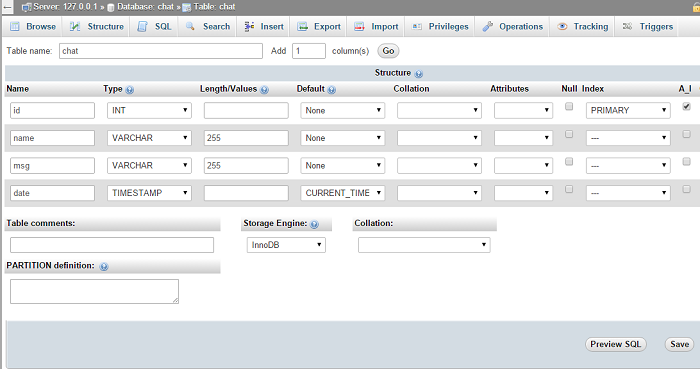 Server: 127.0.0.1 » Database: chat » Table: chat
Browse Structure SQL Search Insert Export Import Privileges Operations Tracking Triggers
Table name: chat Add 1 column(s) Go
Structure
Name Type Length/Values Default Collation Attributes Null Index A_I
id INT None PRIMARY
name VARCHAR 255 None ---
msg VARCHAR 255 None ---
date TIMESTAMP CURRENT_TIME ---
Table comments: Storage Engine: Collation:
InnoDB
PARTITION definition:
Preview SQL Save